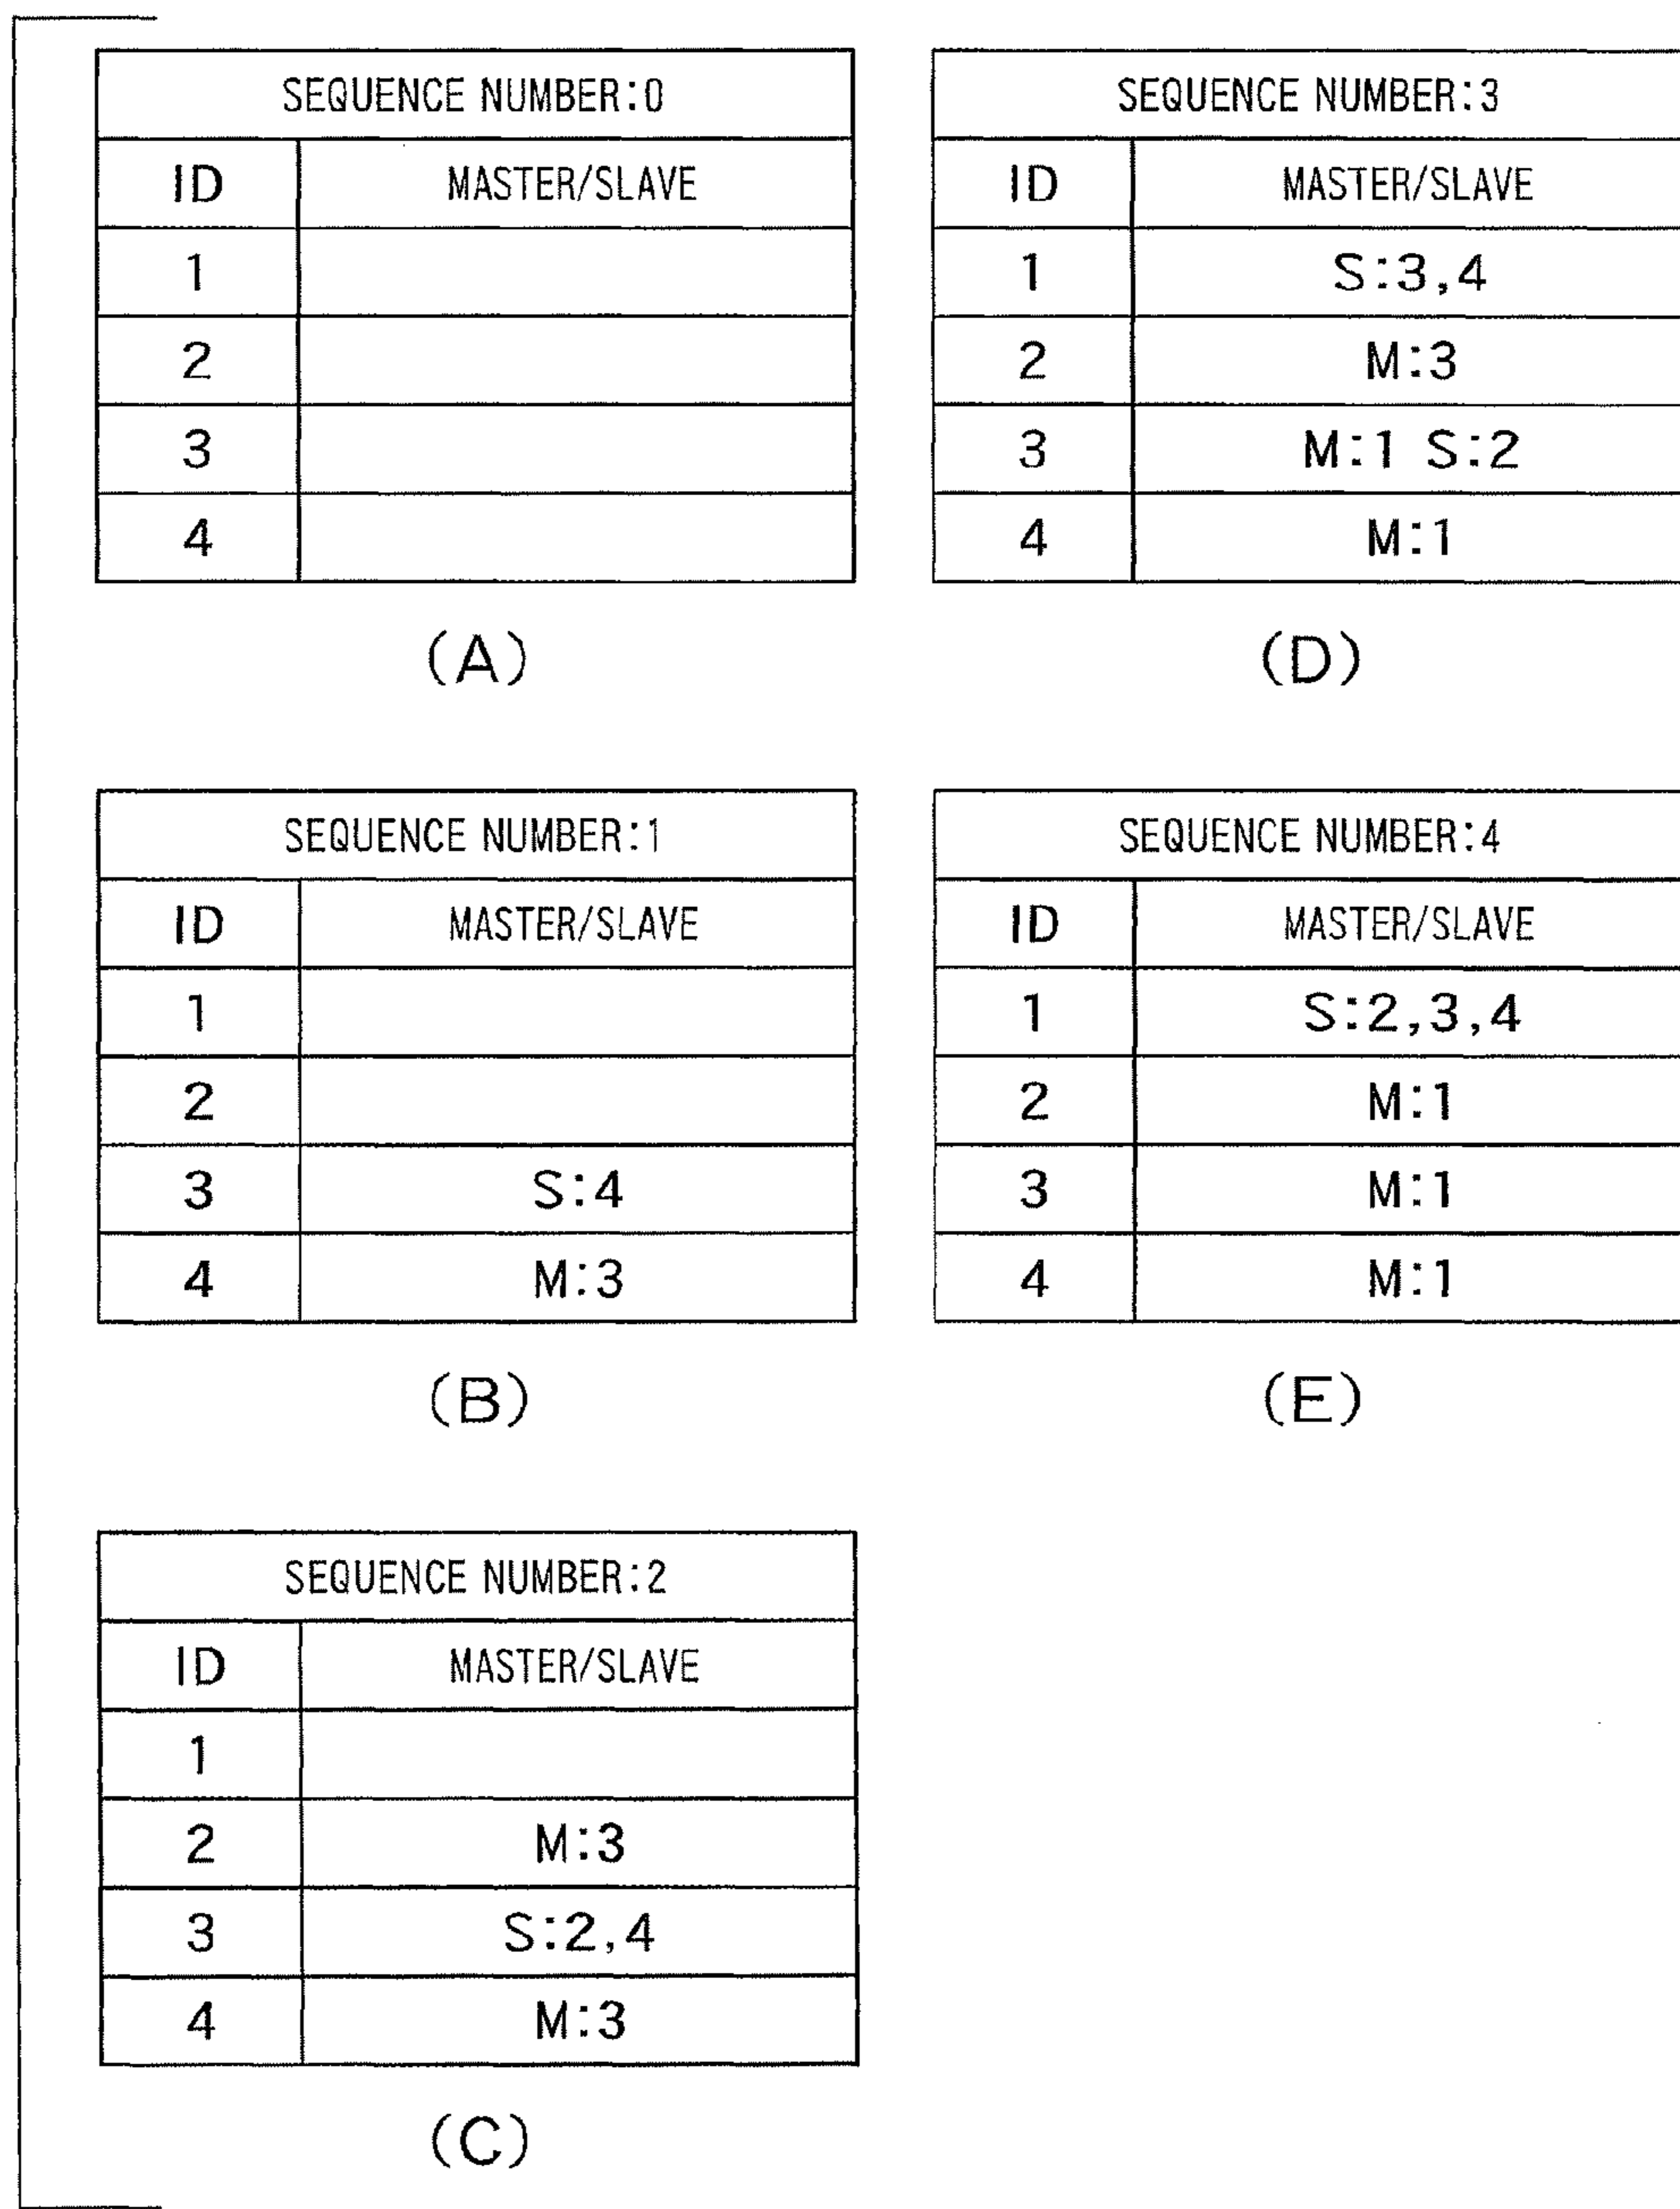 SEQUENCE NUMBER:0
ID MASTER/SLAVE
1
2
3
4
(A)
SEQUENCE NUMBER:1
ID MASTER/SLAVE
1
2
3 S:4
4 M:3
(B)
SEQUENCE NUMBER:2
ID MASTER/SLAVE
1
2 M:3
3 S:2,4
4 M:3
(C)
SEQUENCE NUMBER:3
ID MASTER/SLAVE
1 S:3,4
2 M:3
3 M:1 S:2
4 M:1
(D)
SEQUENCE NUMBER:4
ID MASTER/SLAVE
1 S:2,3,4
2 M:1
3 M:1
4 M:1
(E)